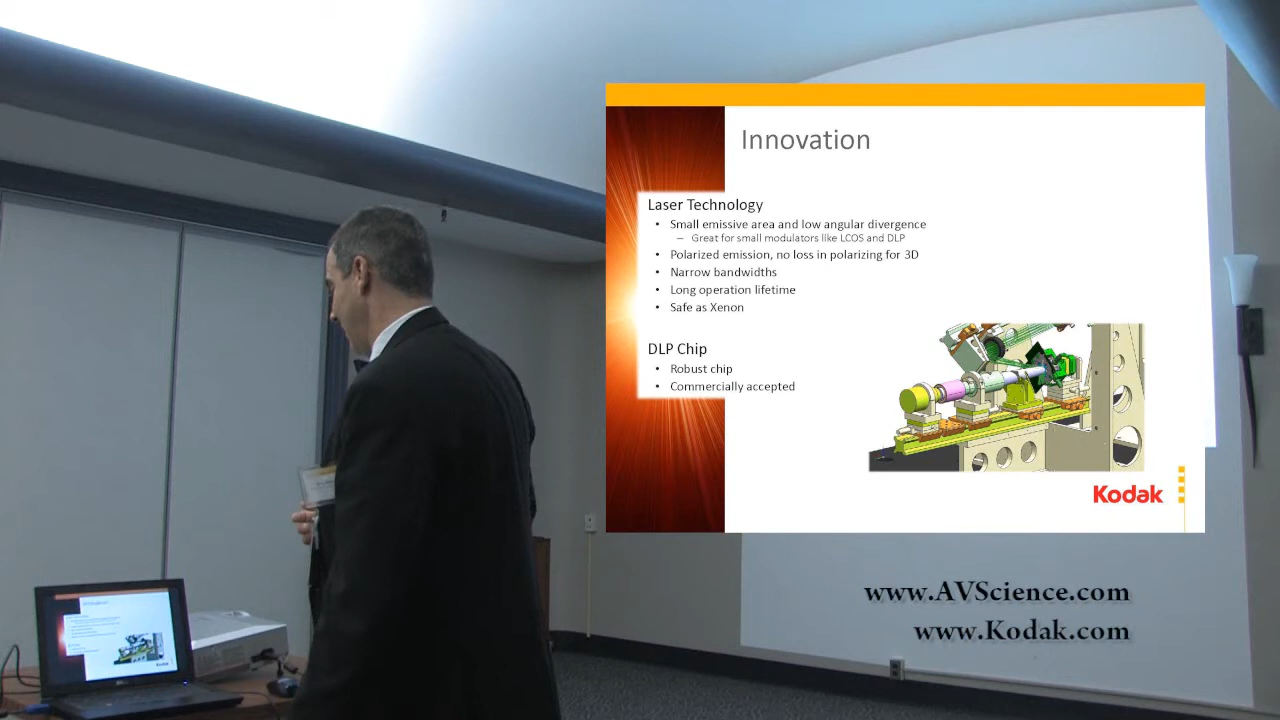 Innovation
Laser Technology
• Small emissive area and low angular divergence
– Great for small modulators like LCOS and DLP
• Polarized emission, no loss in polarizing for 3D
• Narrow bandwidths
• Long operation lifetime
• Safe as Xenon
DLP Chip
• Robust chip
• Commercially accepted
Kodak
www.AVScience.com
www.Kodak.com